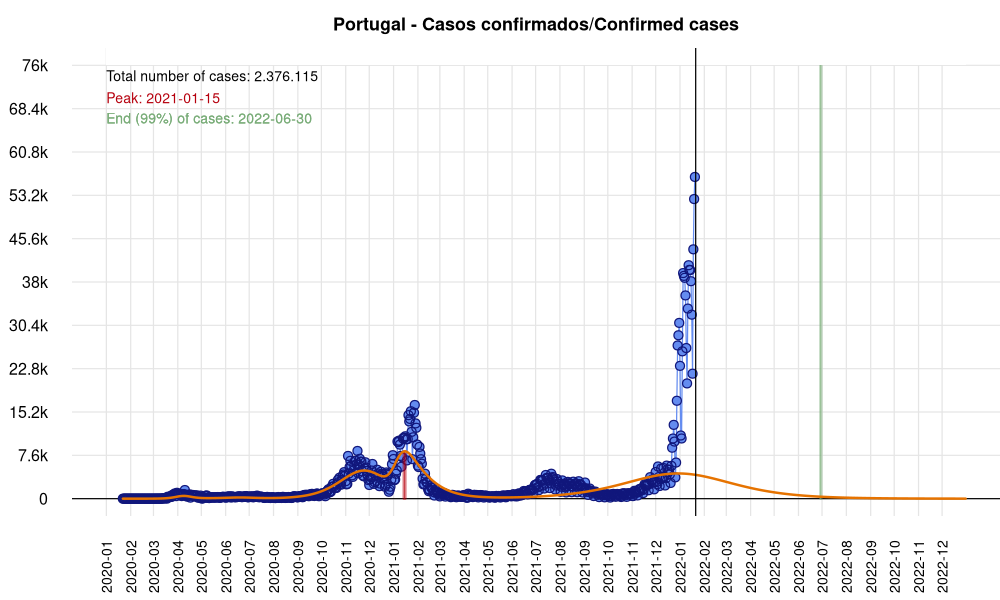 Portugal - Casos confirmados/Confirmed cases
76k
Total number of cases: 2.376.115
Peak: 2021-01-15
End (99%) of cases: 2022-06-30
68.4k
60.8k
53.2k
45.6k
38k
30.4k
22.8k
15.2k
7.6k
0
2020-01
2020-02
2020-03
2020-04
2020-05
2020-06
2020-07
2020-08
2020-09
2020-10
2020-11
2020-12
2021-01
2021-02
2021-03
2021-04
2021-05
2021-06
2021-07
2021-08
2021-09
2021-10
2021-11
2021-12
2022-01
2022-02
2022-03
2022-04
2022-05
2022-06
2022-07
2022-08
2022-09
2022-10
2022-11
2022-12